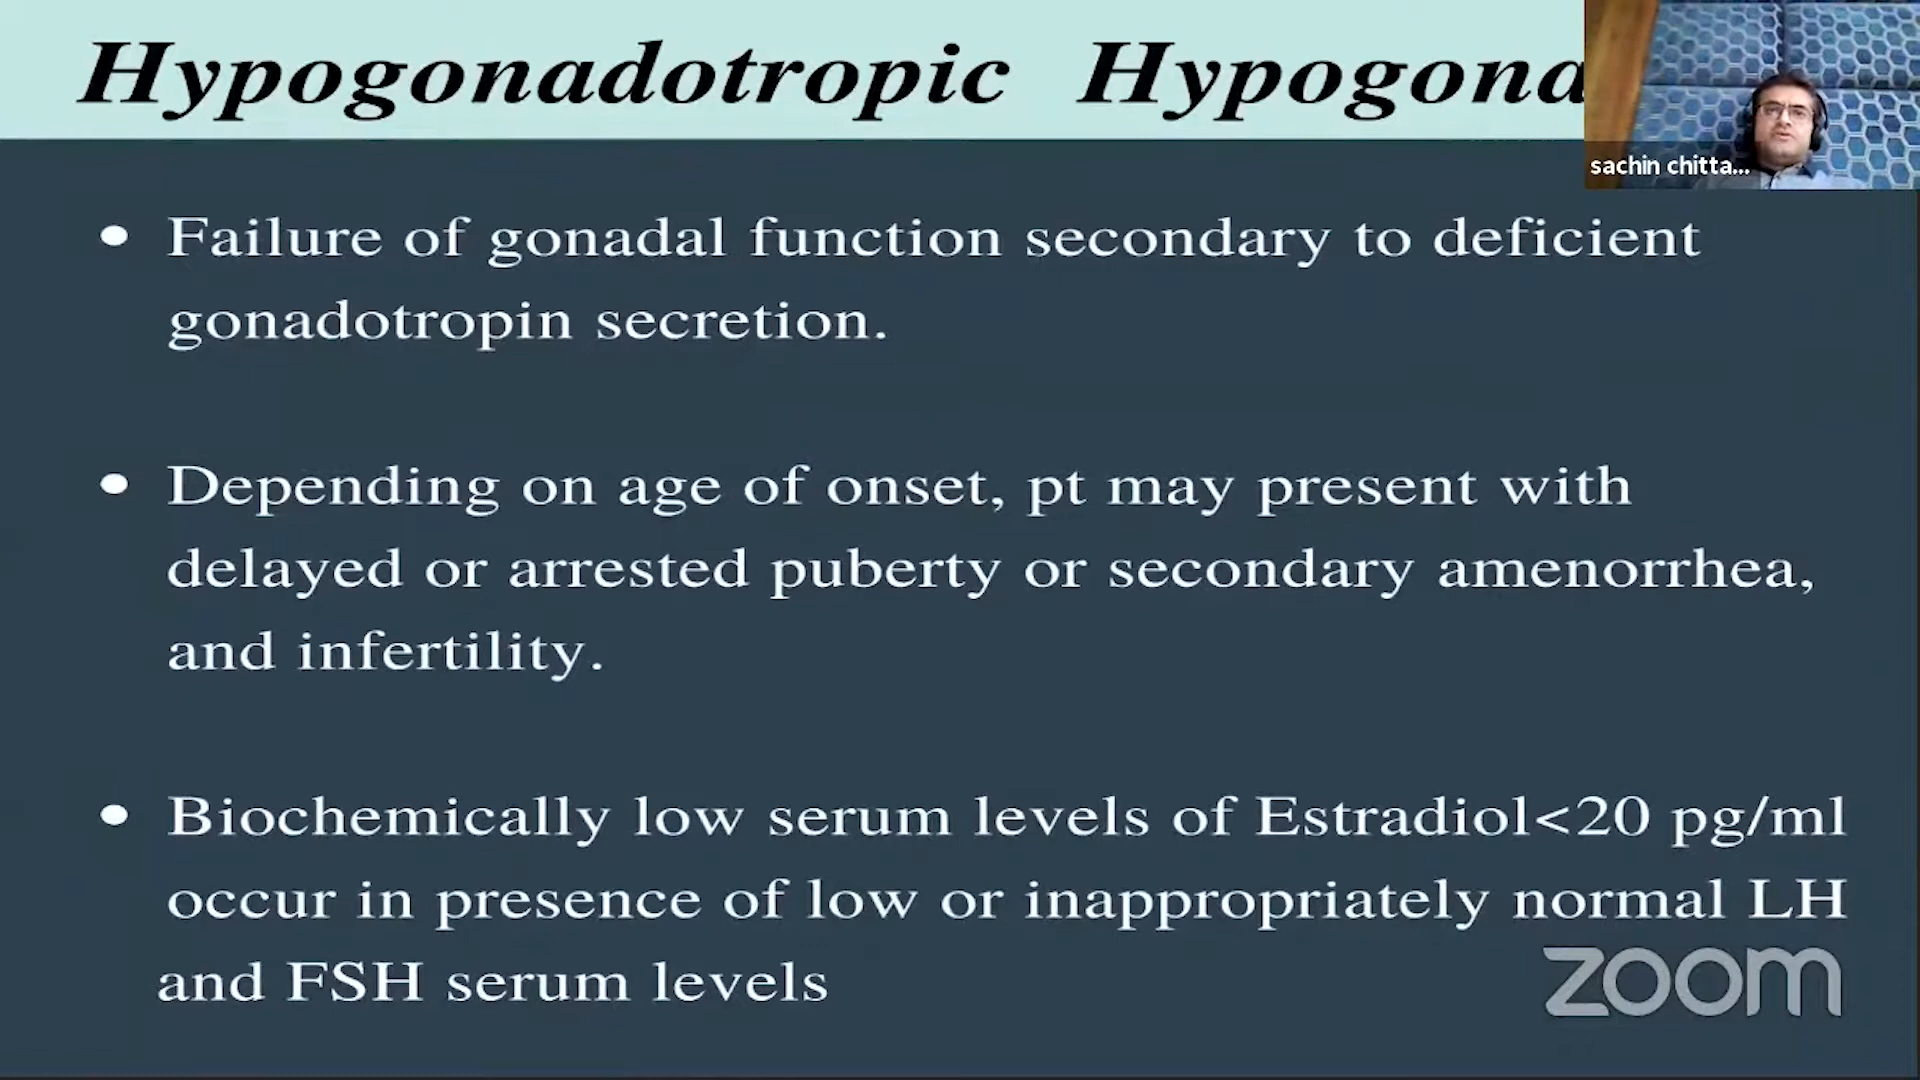 Hypogonadotropic Hypogona
sachin chitta...
• Failure of gonadal function secondary to deficient
gonadotropin secretion.
• Depending on age of onset, pt may present with
delayed or arrested puberty or secondary amenorrhea,
and infertility.
• Biochemically low serum levels of Estradiol<20 pg/ml
occur in presence of low or inappropriately normal LH
and FSH serum levels
zoom